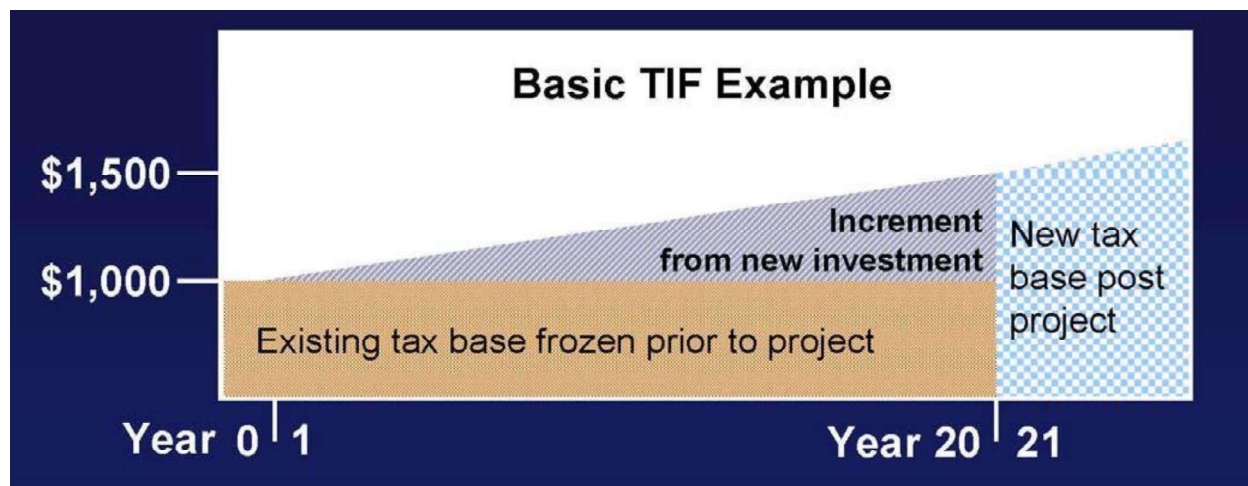 Basic TIF Example
$1,500
Increment
from new investment
New tax
base post
project
$1,000
Existing tax base frozen prior to project
Year 0 1
Year 20 21